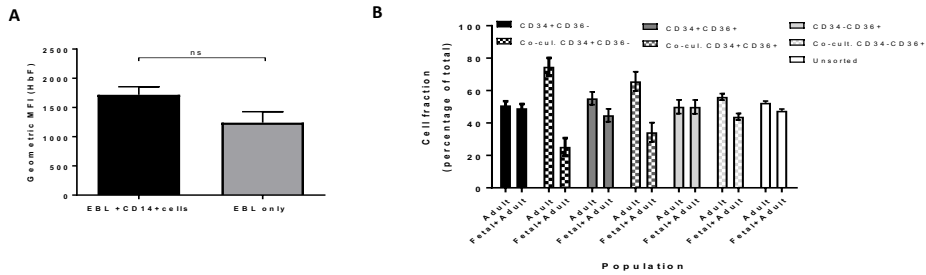 A
ns
2500
2000
1500
1000
500
0
Geometric MFI (HbF)
EBL +CD14+cells
EBL only
B
CD34+CD36-
CD34+CD36+
CD34-CD36+
Co-cul. CD34+CD36-
Co-cul. CD34+CD36+
Co-cult. CD34-CD36+
Unsorted
100
80
60
40
20
0
Cell fraction
(percentage of total)
Adult
Fetal+Adult
Adult
Fetal+Adult
Adult
Fetal+Adult
Adult
Fetal+Adult
Adult
Fetal+Adult
Adult
Fetal+Adult
Adult
Fetal+Adult
Population